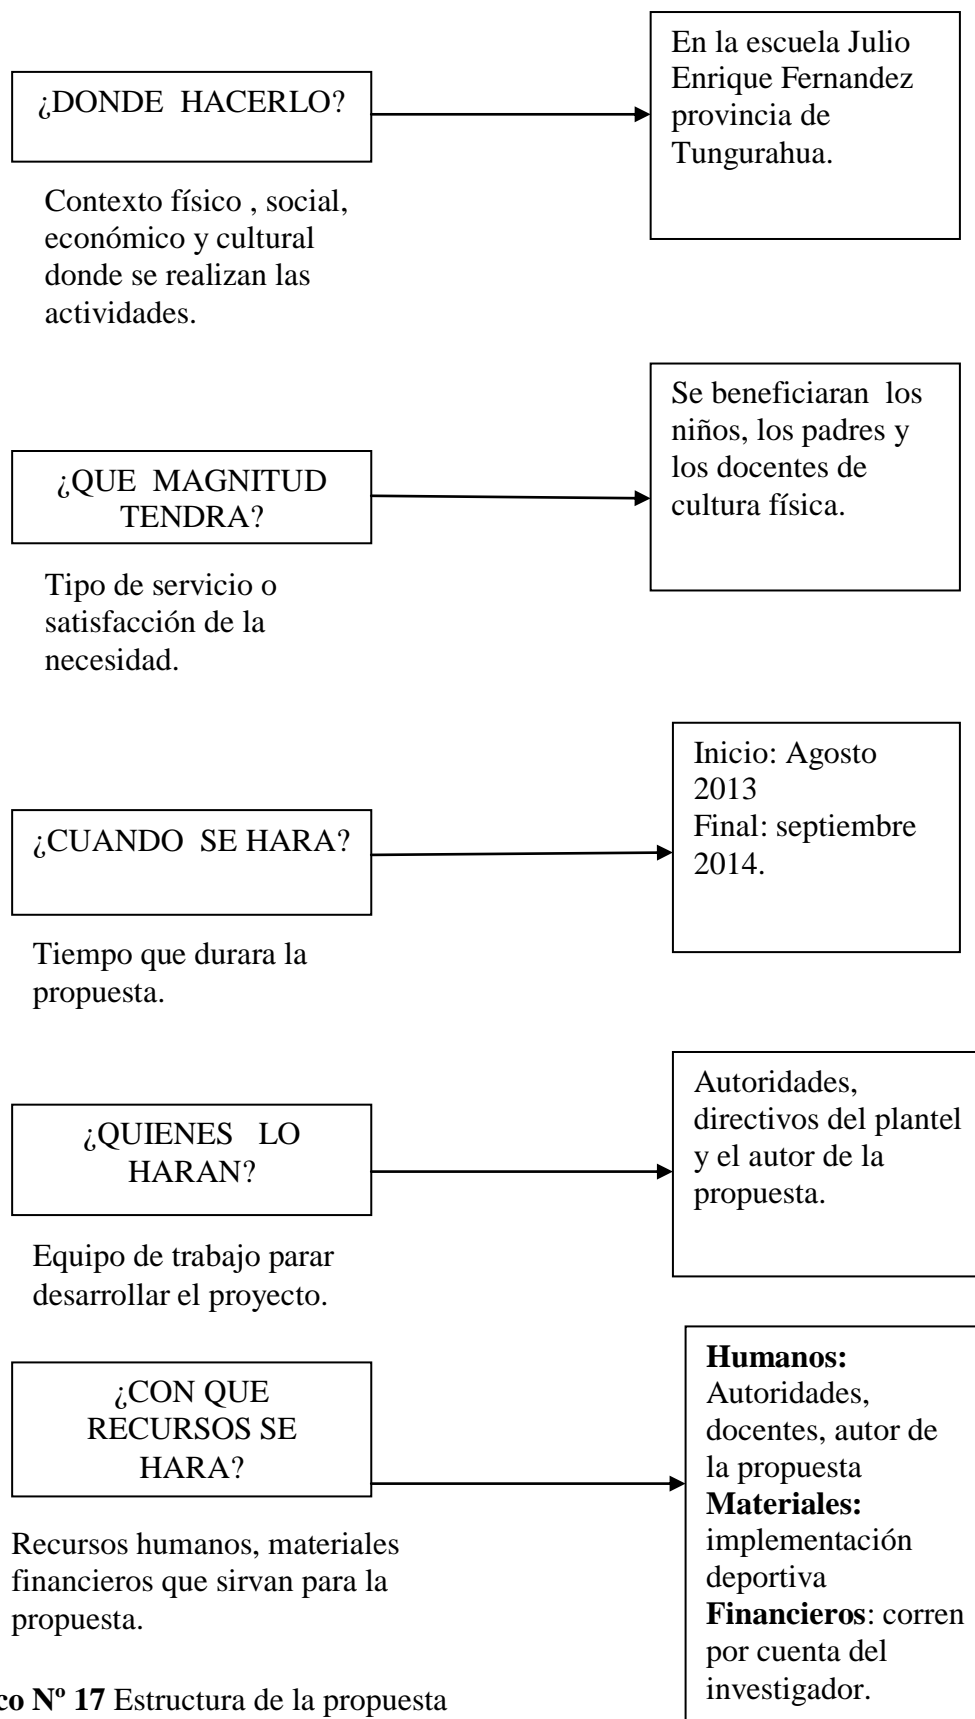 ¿DONDE HACERLO?
Contexto físico , social,
económico y cultural
donde se realizan las
actividades.
En la escuela Julio
Enrique Fernandez
provincia de
Tungurahua.
¿QUE MAGNITUD
TENDRA?
Tipo de servicio o
satisfacción de la
necesidad.
Se beneficiaran los
niños, los padres y
los docentes de
cultura física.
¿CUANDO SE HARA?
Tiempo que durara la
propuesta.
Inicio: Agosto
2013
Final: septiembre
2014.
¿QUIENES LO
HARAN?
Equipo de trabajo parar
desarrollar el proyecto.
Autoridades,
directivos del plantel
y el autor de la
propuesta.
¿CON QUE
RECURSOS SE
HARA?
Recursos humanos, materiales
financieros que sirvan para la
propuesta.
Humanos:
Autoridades,
docentes, autor de
la propuesta
Materiales:
implementación
deportiva
Financieros: corren
por cuenta del
investigador.
co Nº 17 Estructura de la propuesta